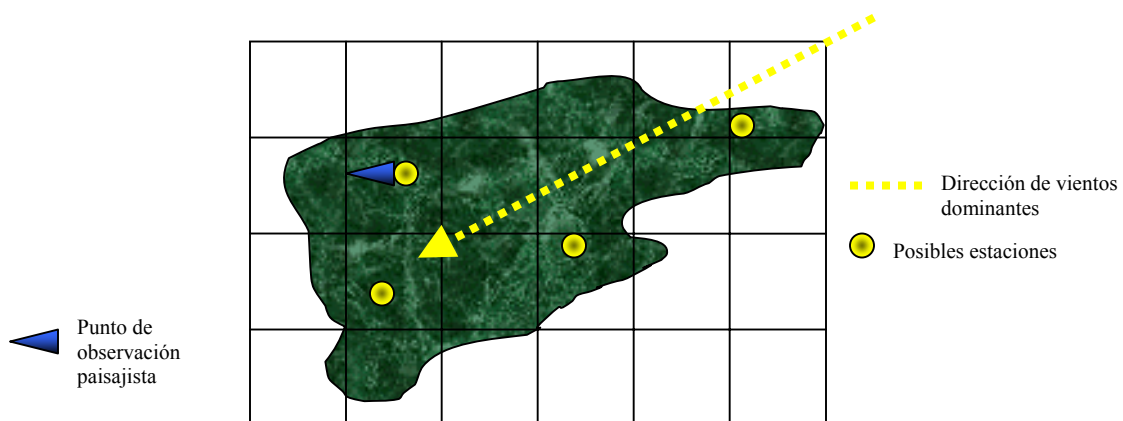 Dirección de vientos
dominantes
Posibles estaciones
Punto de
observación
paisajista